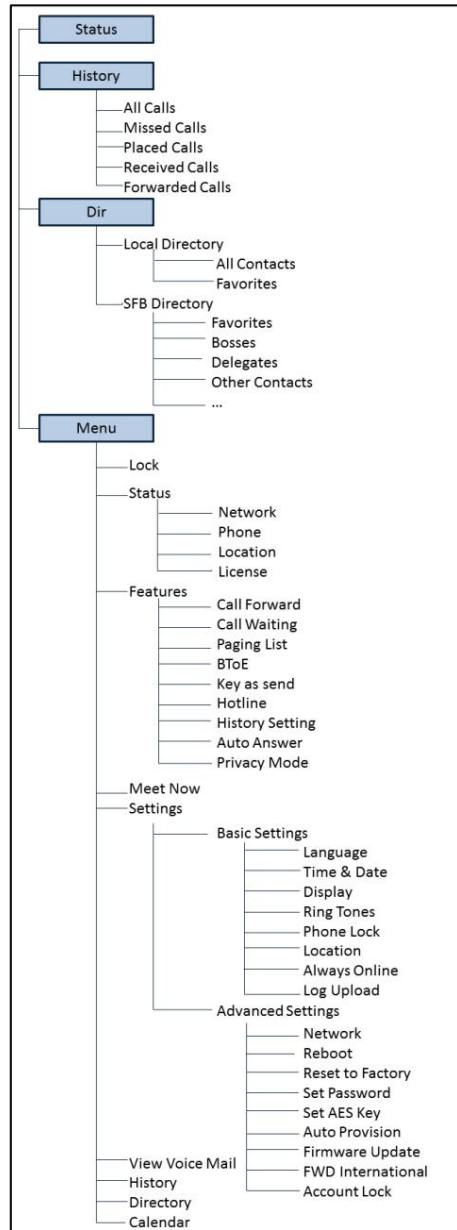 Status
History
All Calls
Missed Calls
Placed Calls
Received Calls
Forwarded Calls
Dir
Local Directory
All Contacts
Favorites
SFB Directory
Favorites
Bosses
Delegates
Other Contacts
...
Menu
Lock
Status
Network
Phone
Location
License
Features
Call Forward
Call Waiting
Paging List
BToE
Key as send
Hotline
History Setting
Auto Answer
Privacy Mode
Meet Now
Settings
Basic Settings
Language
Time & Date
Display
Ring Tones
Phone Lock
Location
Always Online
Log Upload
Advanced Settings
Network
Reboot
Reset to Factory
Set Password
Set AES Key
Auto Provision
Firmware Update
FWD International
Account Lock
View Voice Mail
History
Directory
Calendar